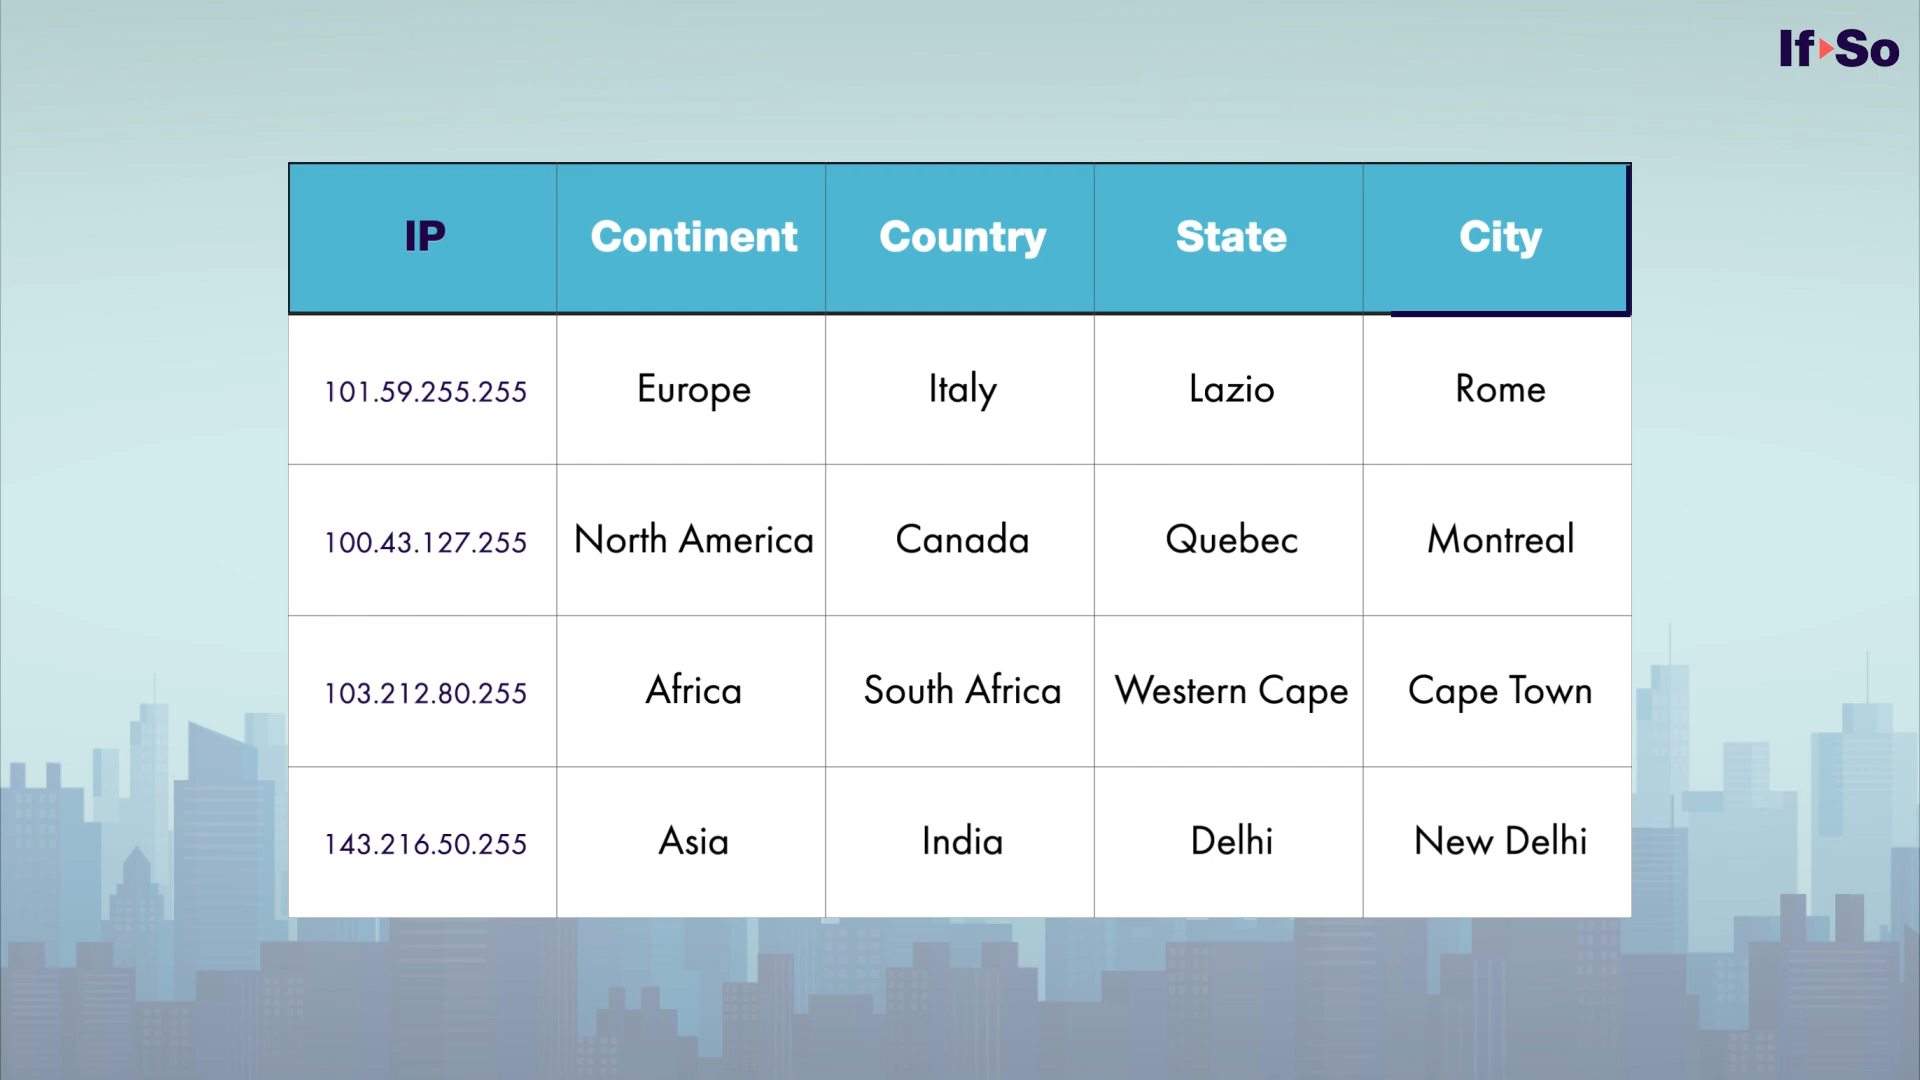 If So
IP Continent Country State City
101.59.255.255 Europe Italy Lazio Rome
100.43.127.255 North America Canada Quebec Montreal
103.212.80.255 Africa South Africa Western Cape Cape Town
143.216.50.255 Asia India Delhi New Delhi